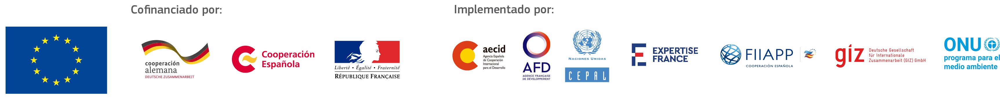 Cofinanciado por:
Implementado por:
cooperación
alemana
DEUTSCHE ZUSAMMENARBEIT
Cooperación
Española
Liberté • Égalité • Fraternité
RÉPUBLIQUE FRANÇAISE
aecid
Agencia Española
de Cooperación
Internacional
para el Desarrollo
AFD
AGENCE FRANÇAISE
DE DÉVELOPPEMENT
NACIONES UNIDAS
CEPAL
EXPERTISE
FRANCE
FIIAPP
COOPERACIÓN ESPAÑOLA
giz
Deutsche Gesellschaft
für Internationale
Zusammenarbeit (GIZ) GmbH
ONU
programa para el
medio ambiente